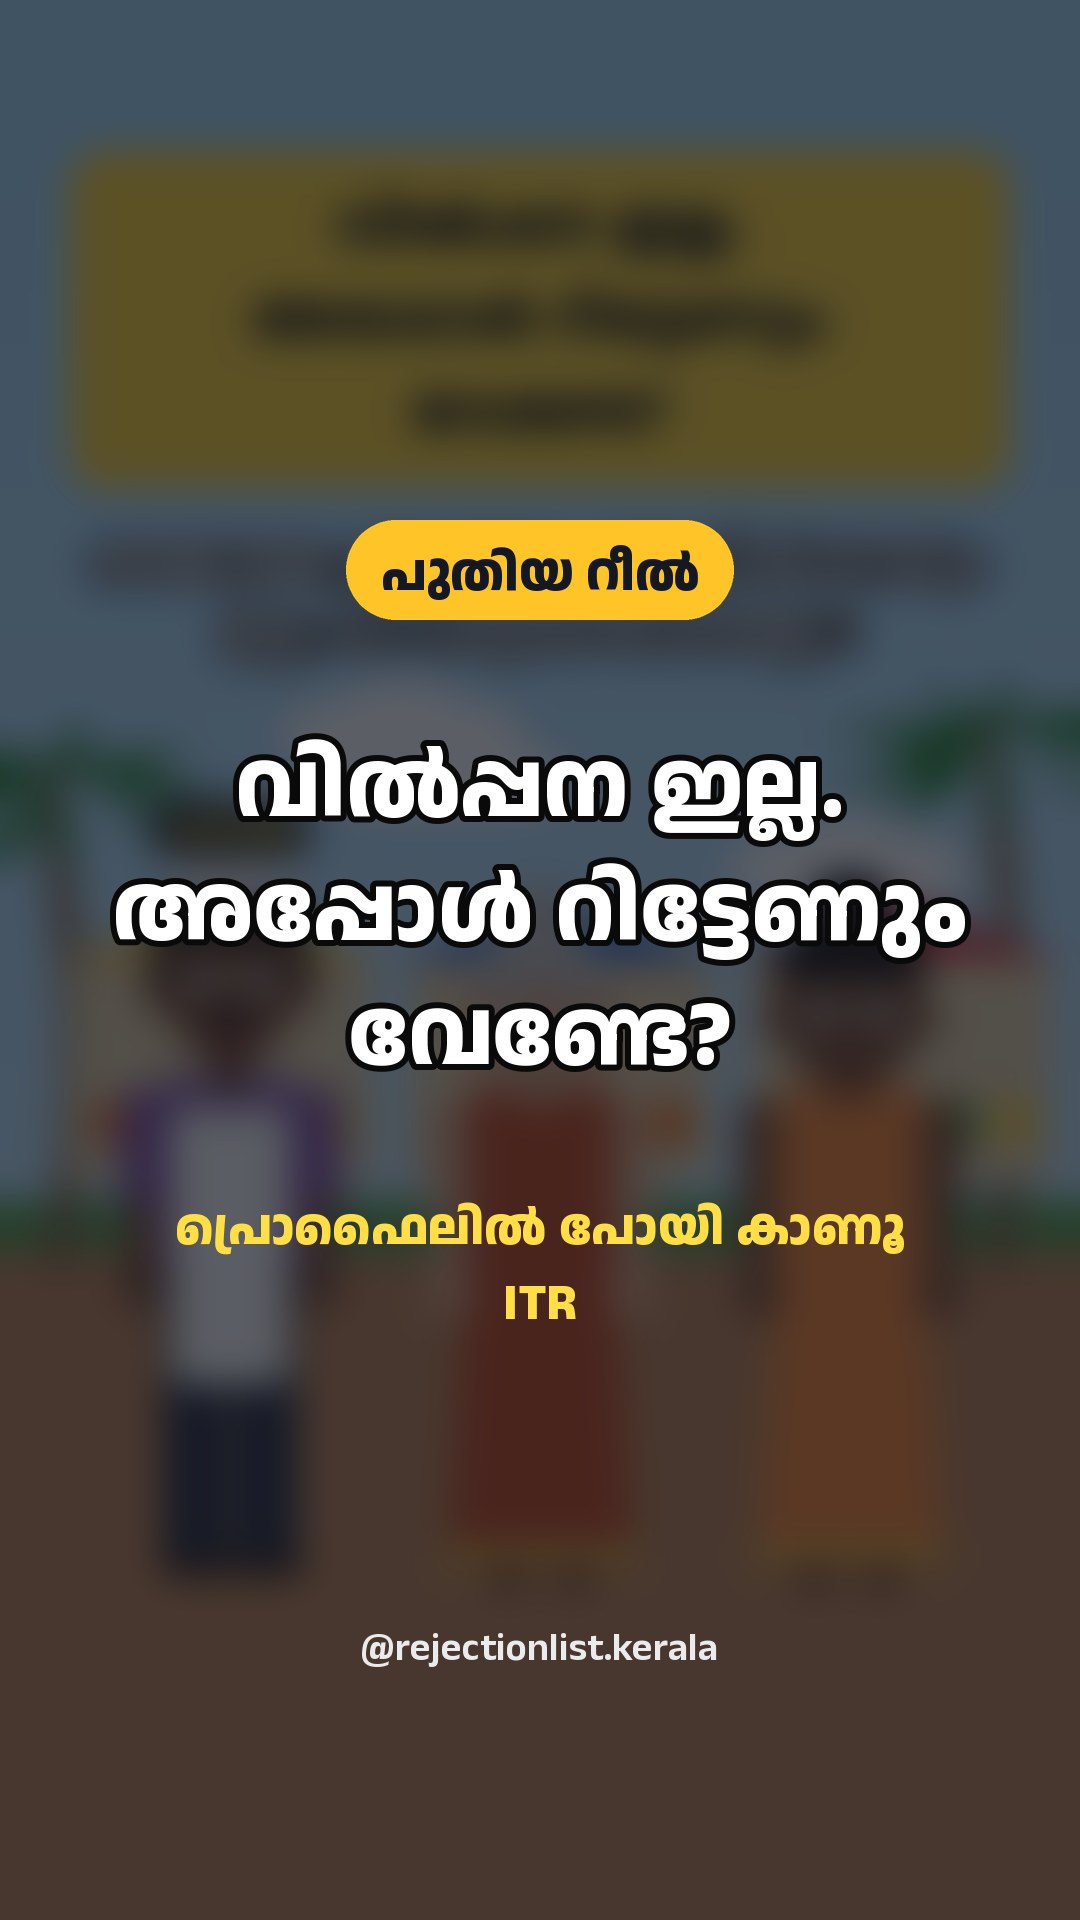 പുതിയ റീൽ
വിൽപ്പന ഇല്ല.
അപ്പോൾ റിട്ടേണും
വേണ്ടേ?
പ്രൊഫൈലിൽ പോയി കാണൂ
ITR
@rejectionlist.kerala